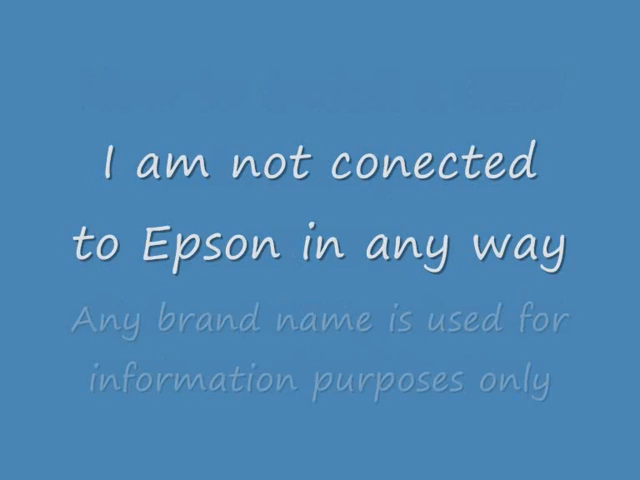 I am not conected
to Epson in any way
Any brand name is used for
information purposes only